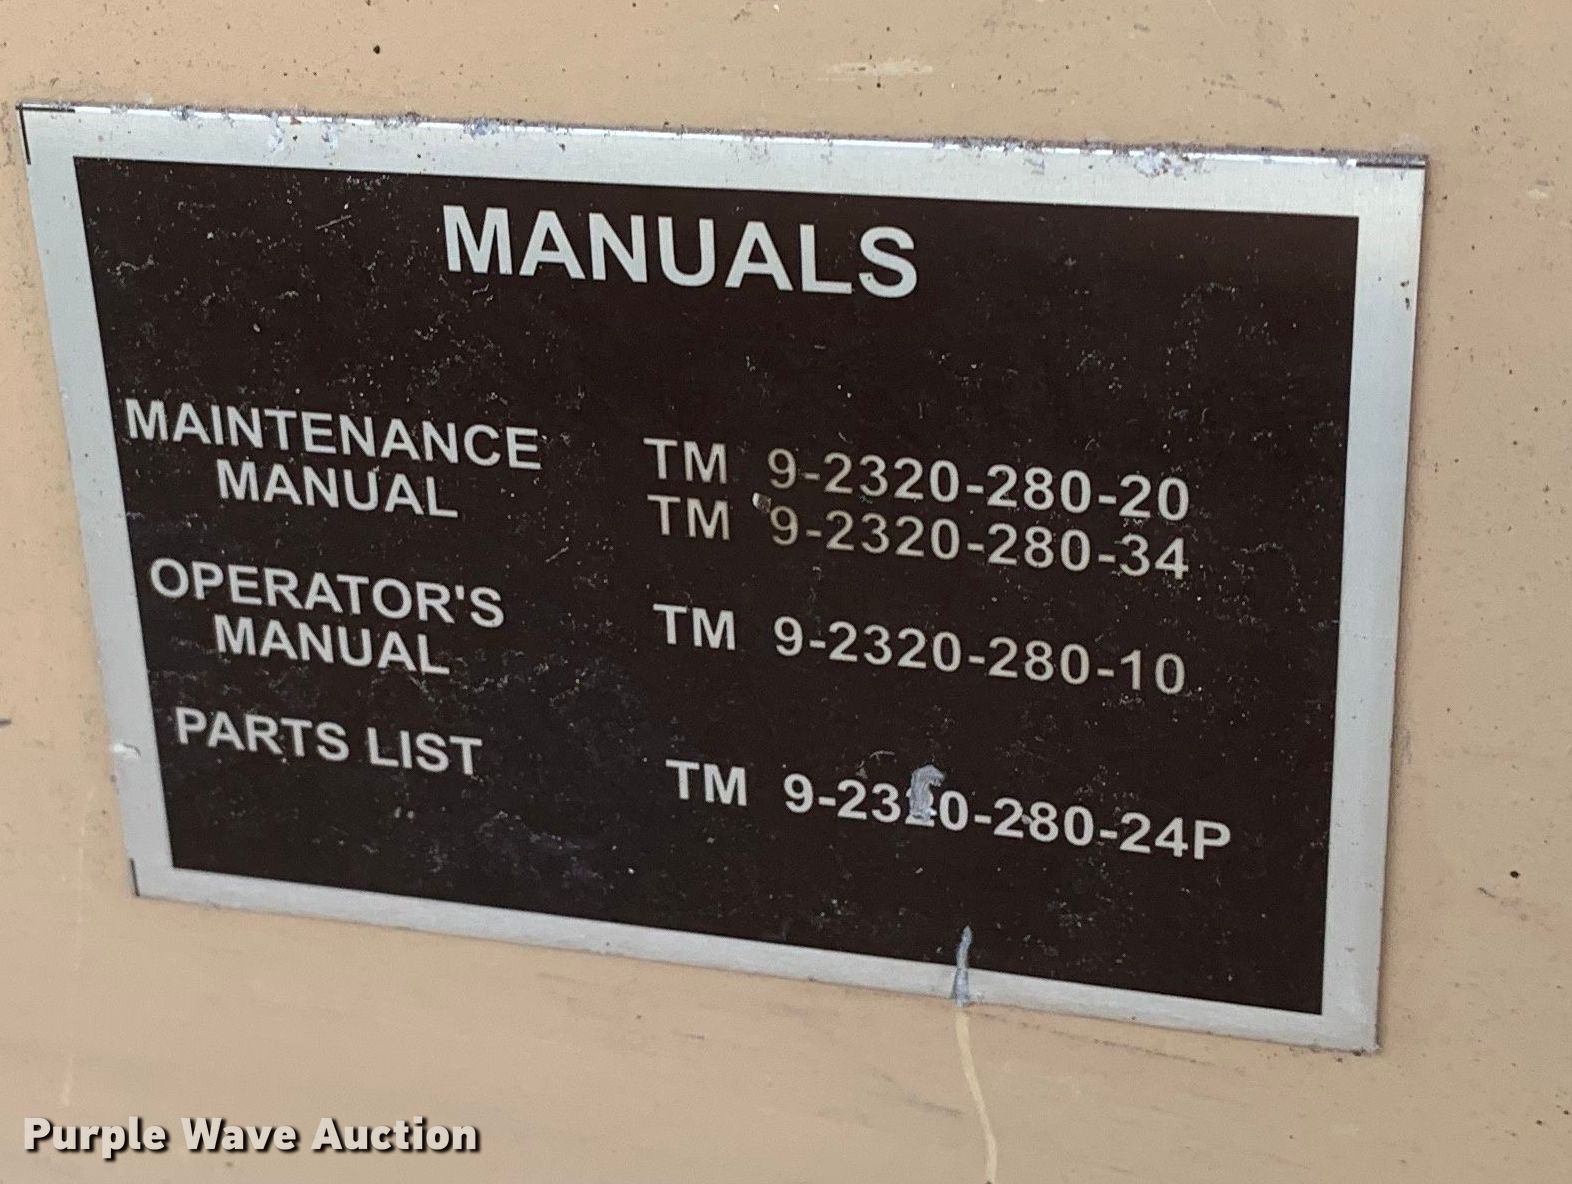 MANUALS
MAINTENANCE
MANUAL
TM 9-2320-280-20
TM 9-2320-280-34
OPERATOR'S
MANUAL
TM 9-2320-280-10
PARTS LIST
TM 9-2320-280-24P
Purple Wave Auction